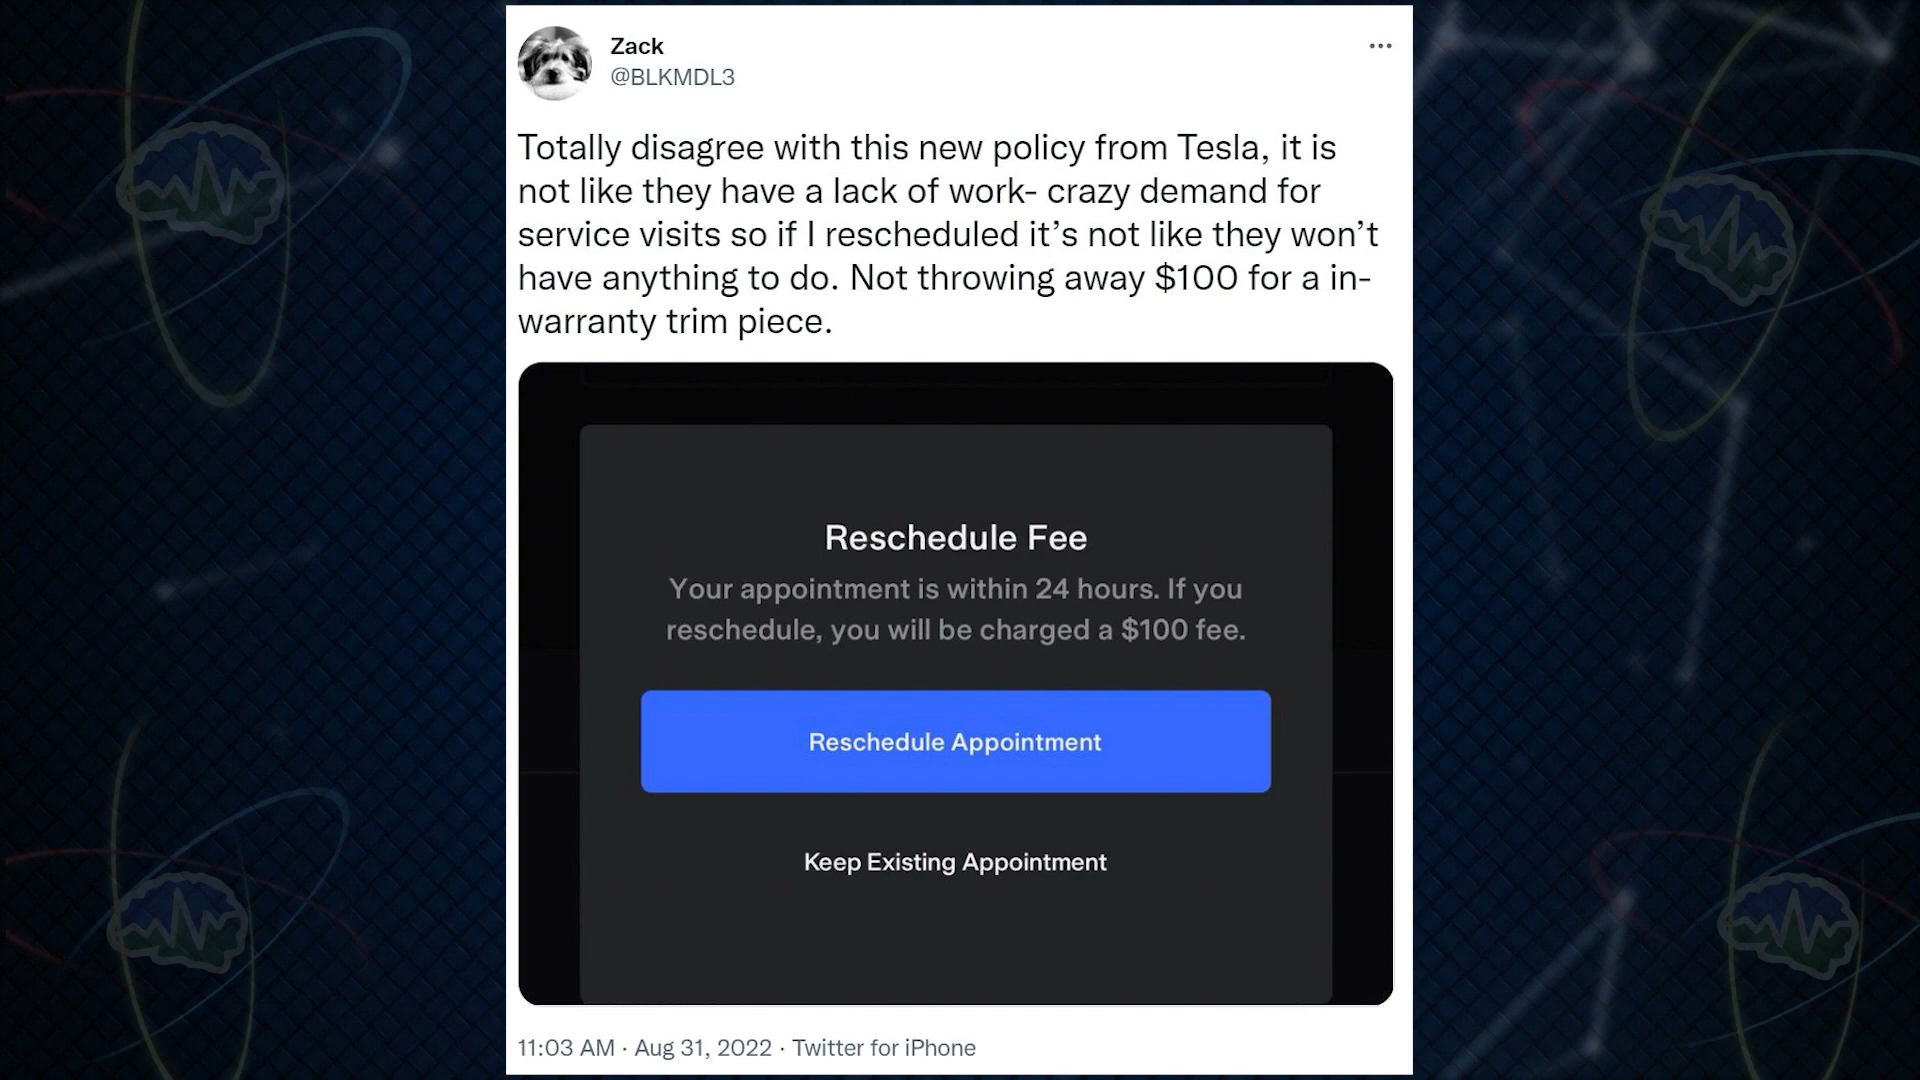 Zack
@BLKMDL3
Totally disagree with this new policy from Tesla, it is
not like they have a lack of work- crazy demand for
service visits so if I rescheduled it’s not like they won’t
have anything to do. Not throwing away $100 for a in-
warranty trim piece.
Reschedule Fee
Your appointment is within 24 hours. If you
reschedule, you will be charged a $100 fee.
Reschedule Appointment
Keep Existing Appointment
11:03 AM · Aug 31, 2022 · Twitter for iPhone